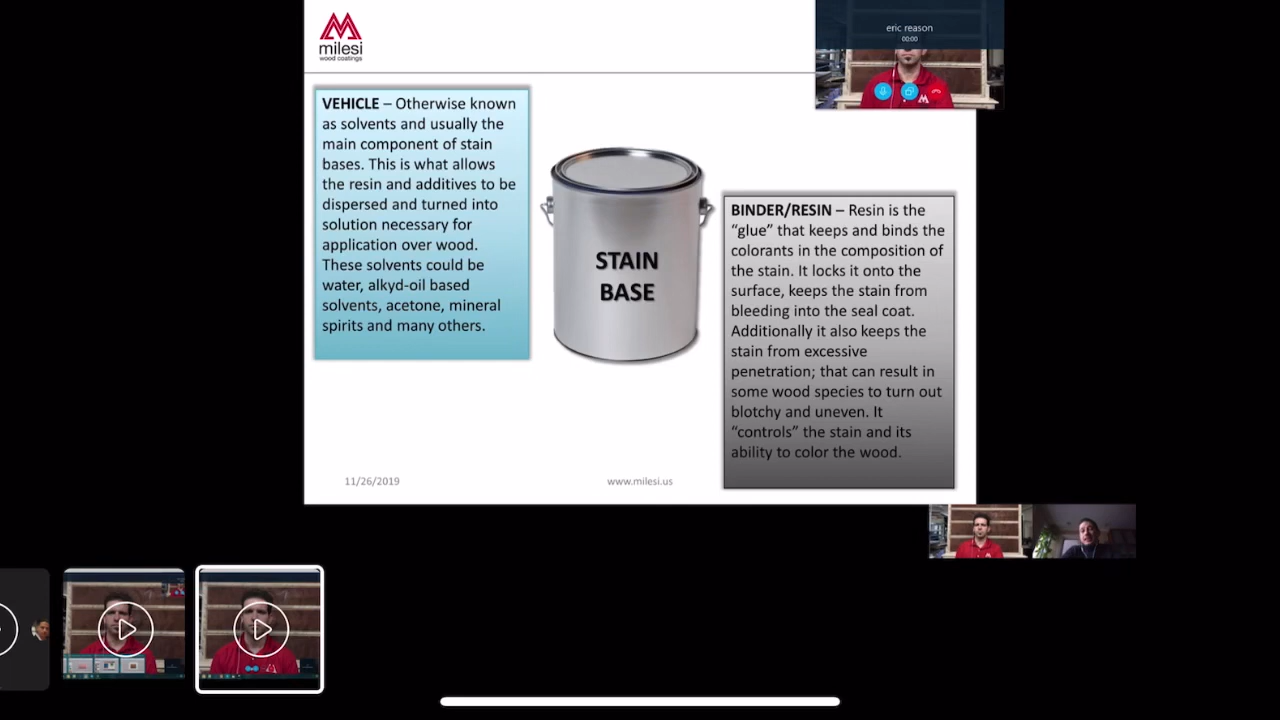 milesi
wood coatings
eric reason
00:00
VEHICLE – Otherwise known
as solvents and usually the
main component of stain
bases. This is what allows
the resin and additives to be
dispersed and turned into
solution necessary for
application over wood.
These solvents could be
water, alkyd-oil based
solvents, acetone, mineral
spirits and many others.
STAIN
BASE
BINDER/RESIN – Resin is the
“glue” that keeps and binds the
colorants in the composition of
the stain. It locks it onto the
surface, keeps the stain from
bleeding into the seal coat.
Additionally it also keeps the
stain from excessive
penetration; that can result in
some wood species to turn out
blotchy and uneven. It
“controls” the stain and its
ability to color the wood.
11/26/2019
www.milesi.us